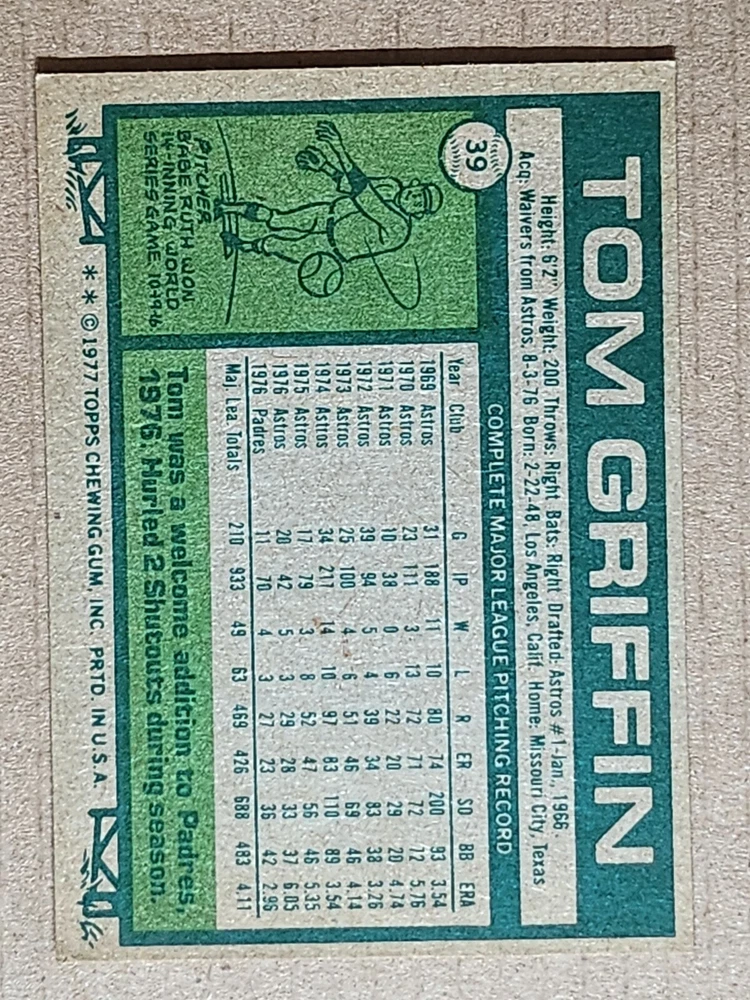 TOM GRIFFIN
39
Height: 6'2" Weight: 200 Throws: Right Bats: Right Drafted: Astros #1-Jan., 1966
Acq: Waivers from Astros, 8-3-76 Born: 2-22-48, Los Angeles, Calif. Home: Missouri City, Texas
COMPLETE MAJOR LEAGUE PITCHING RECORD
Year Club G IP W L R ER SO BB ERA
1969 Astros 31 188 11 10 80 74 200 93 3.54
1970 Astros 23 111 3 13 72 71 72 72 5.76
1971 Astros 10 38 0 6 22 20 29 20 4.74
1972 Astros 39 94 5 4 39 34 83 38 3.26
1973 Astros 25 100 4 6 51 46 69 46 4.14
1974 Astros 34 217 14 10 97 83 110 89 3.54
1975 Astros 17 79 3 8 52 47 56 46 5.35
1976 Astros 20 42 5 3 29 28 33 37 6.05
1976 Padres 11 70 4 3 27 23 36 42 2.96
Maj. Lea. Totals 210 933 49 63 469 426 688 483 4.11
PITCHER
BABE RUTH WON
14-INNING WORLD
SERIES GAME 10-9-16
Tom was a welcome addition to Padres,
1976. Hurled 2 Shutouts during season.
* * © 1977 TOPPS CHEWING GUM, INC. PRTD. IN U.S.A.